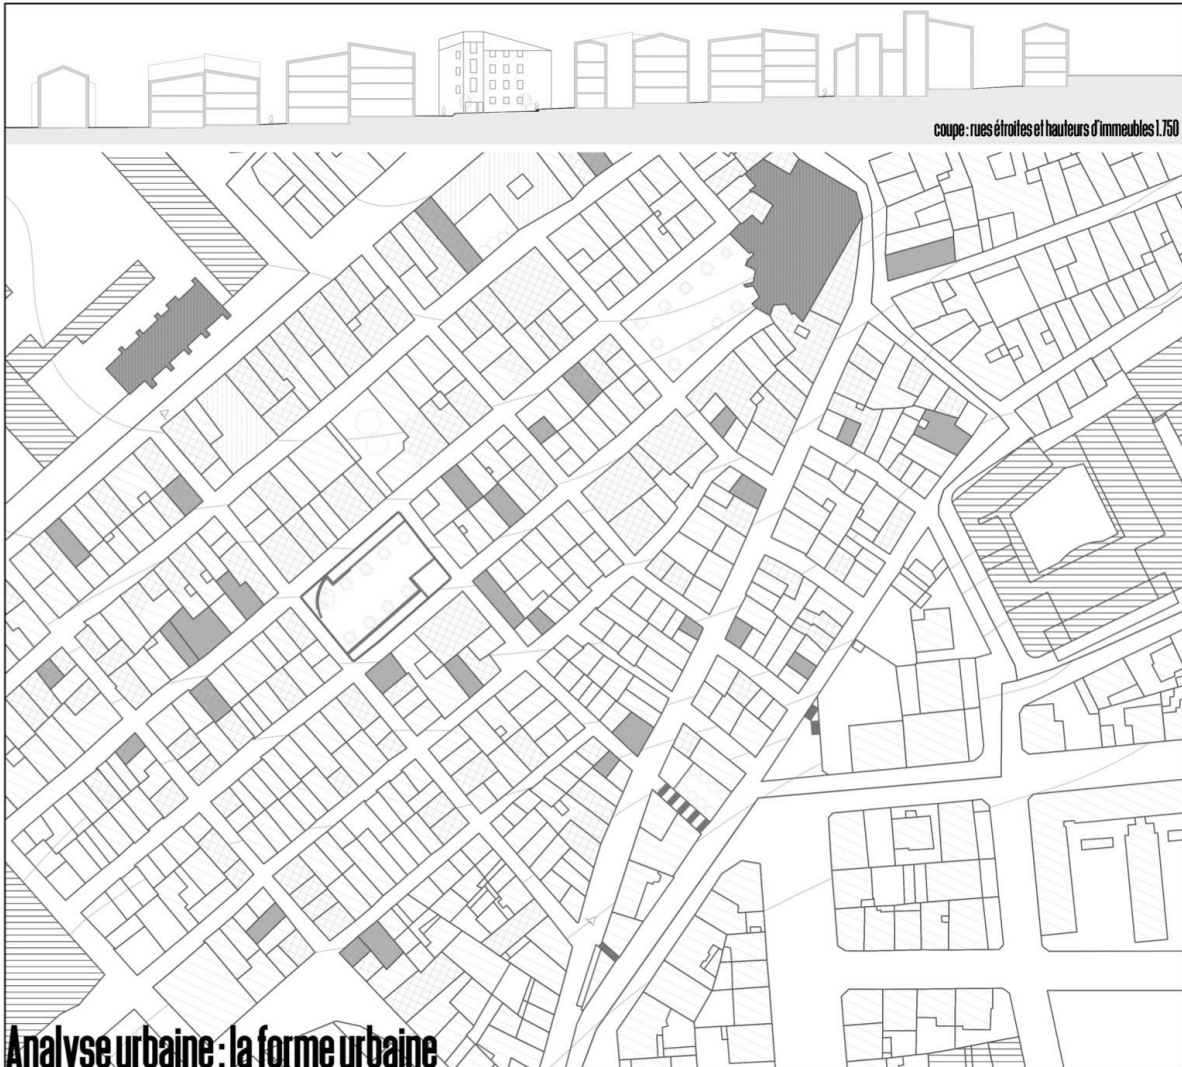 coupe : rues étroites et hauteurs d'immeubles 1.750
Analyse urbaine : la forme urbaine